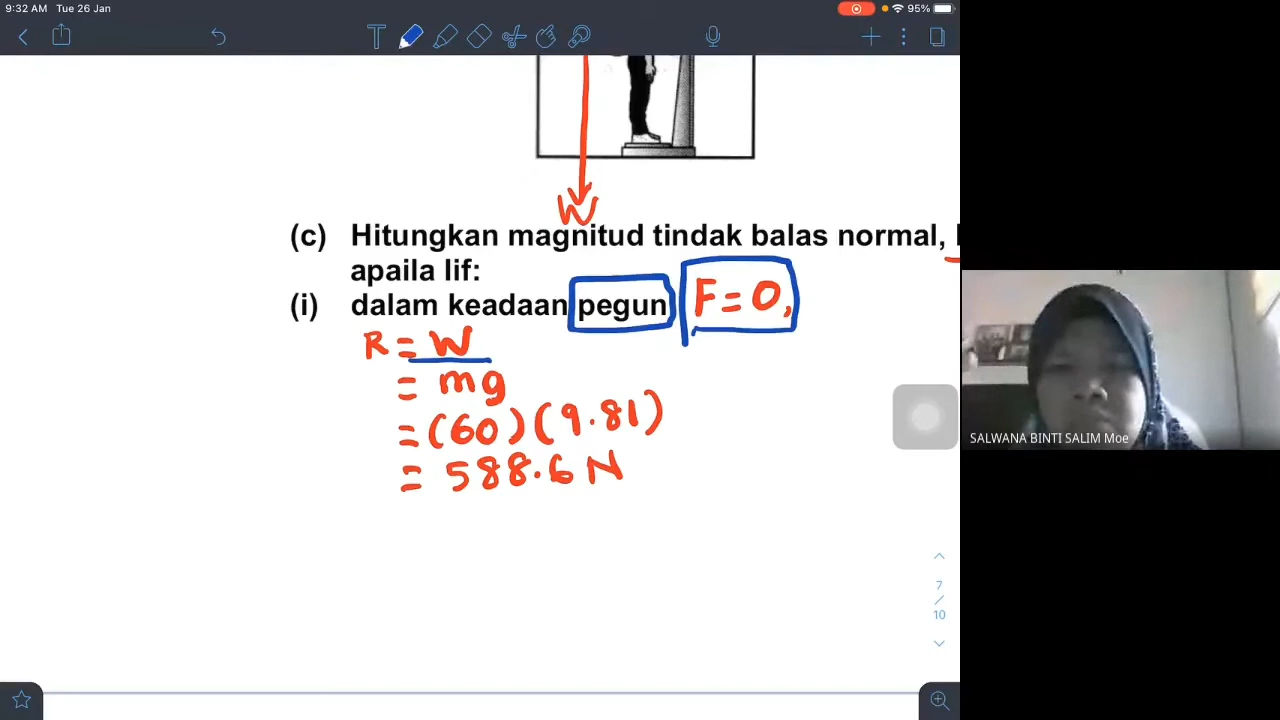 9:32 AM Tue 26 Jan
95%
T
W
(c) Hitungkan magnitud tindak balas normal,
apaila lif:
(i) dalam keadaan pegun F = 0,
R = W
= mg
= (60)(9.81)
= 588.6 N
SALWANA BINTI SALIM Moe
7
/
10